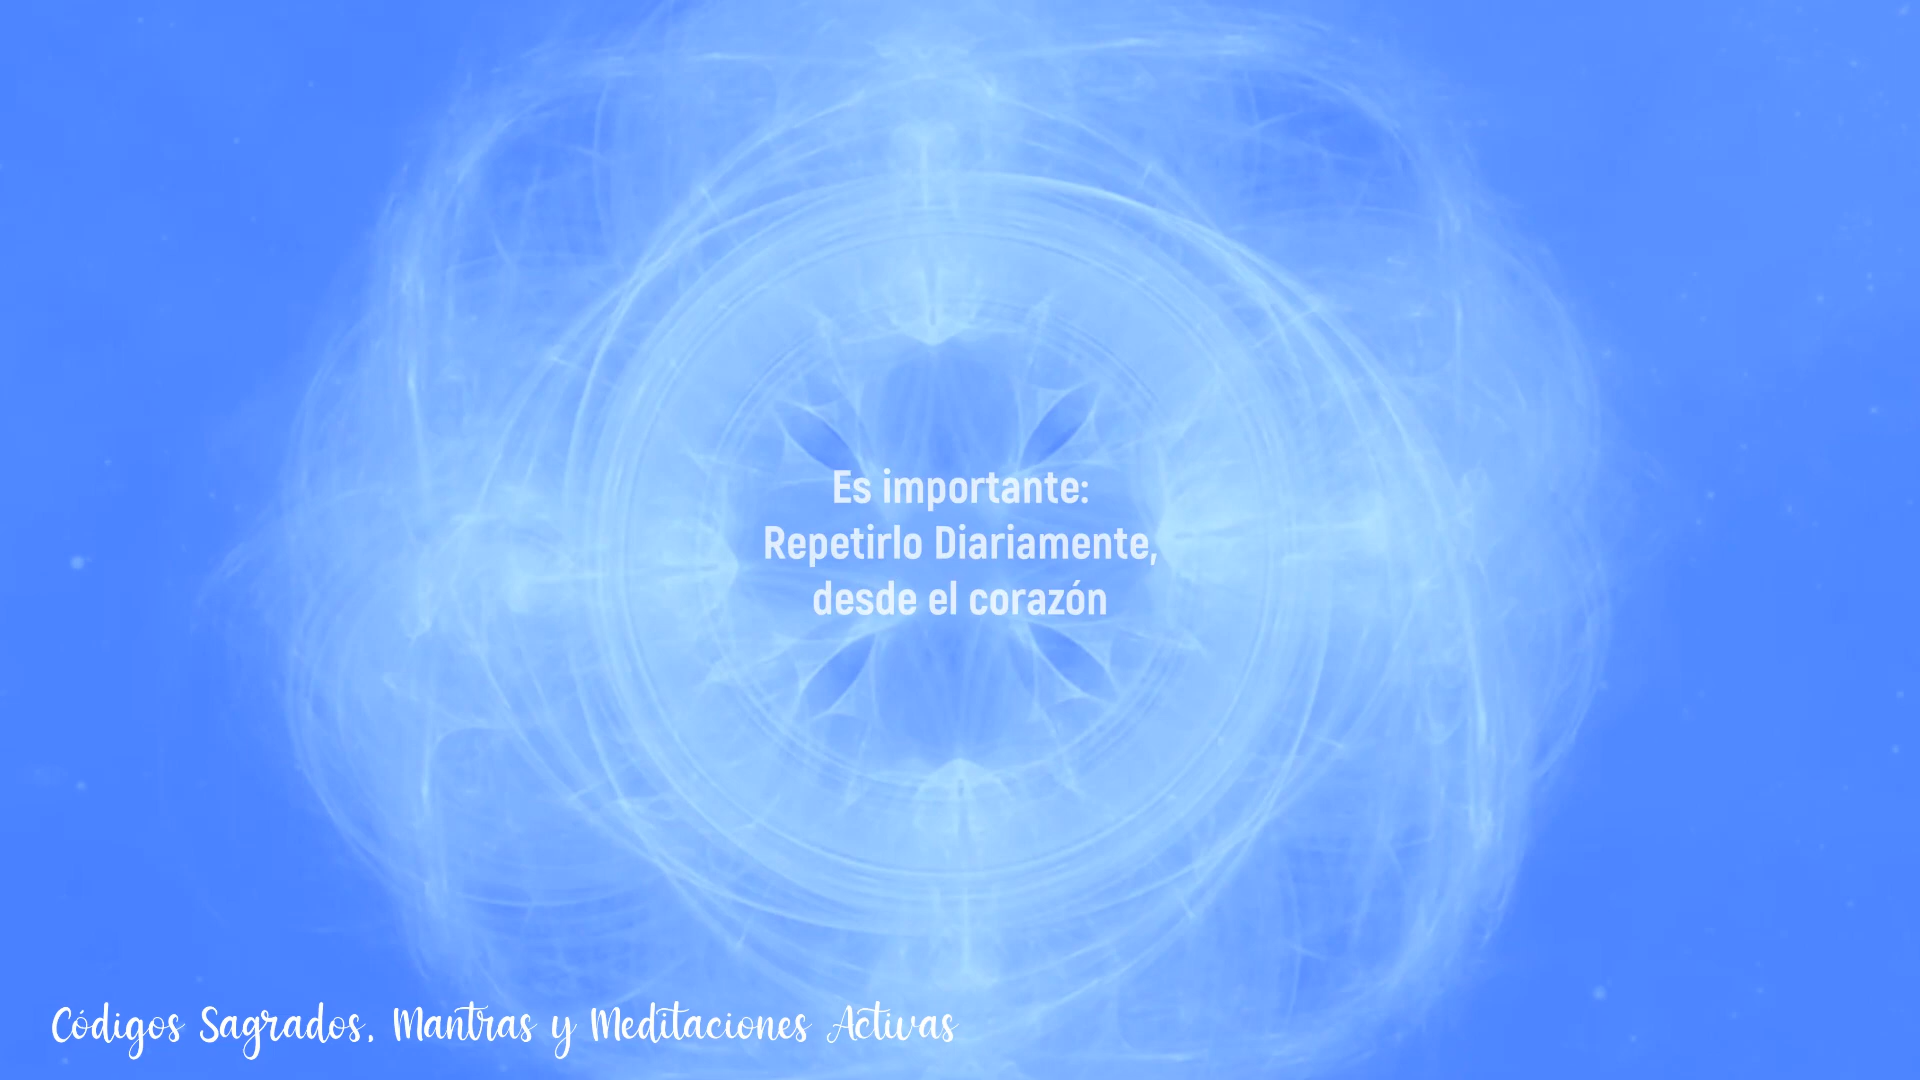 Es importante:
Repetirlo Diariamente,
desde el corazón
Códigos Sagrados, Mantras y Meditaciones Activas